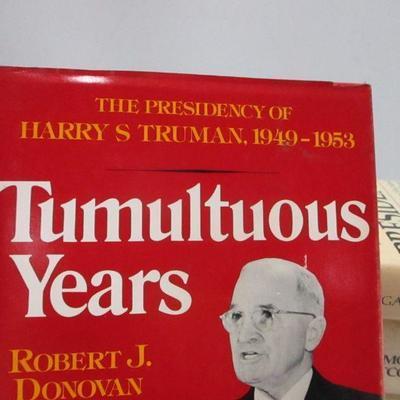 THE PRESIDENCY OF
HARRY S TRUMAN, 1949–1953
Tumultuous
Years
ROBERT J.
DONOVAN